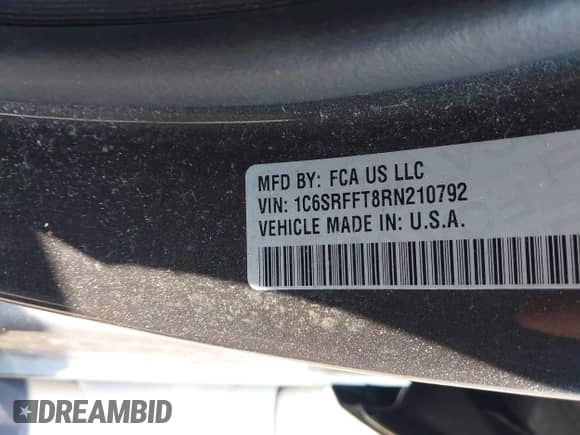 MFD BY: FCA US LLC
VIN: 1C6SRFFT8RN210792
VEHICLE MADE IN: U.S.A.
DREAMBID